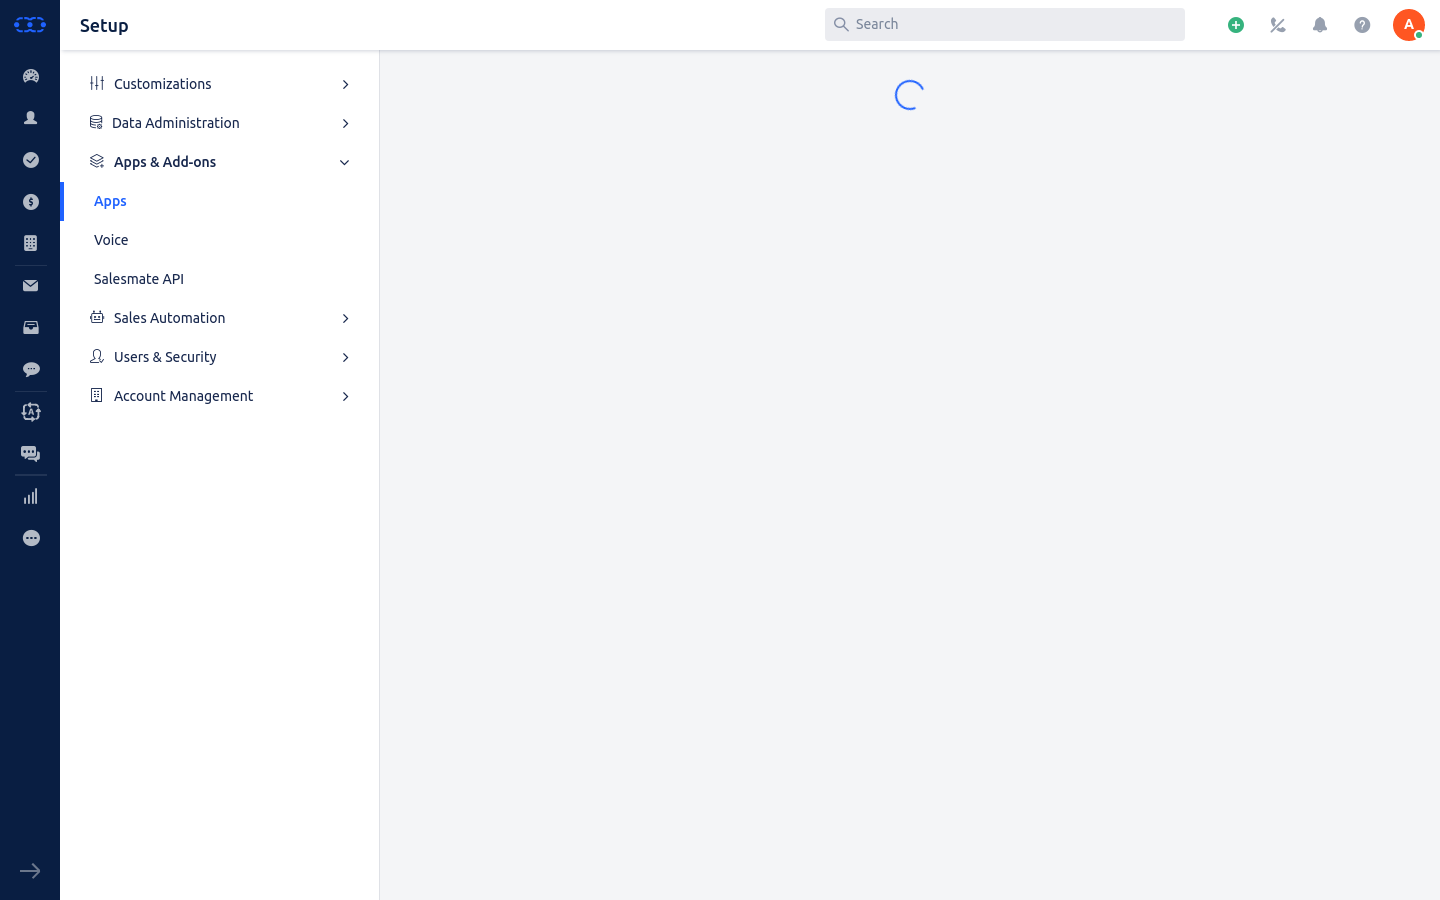 Setup
Search
A
Customizations
Data Administration
Apps & Add-ons
Apps
Voice
Salesmate API
Sales Automation
Users & Security
Account Management